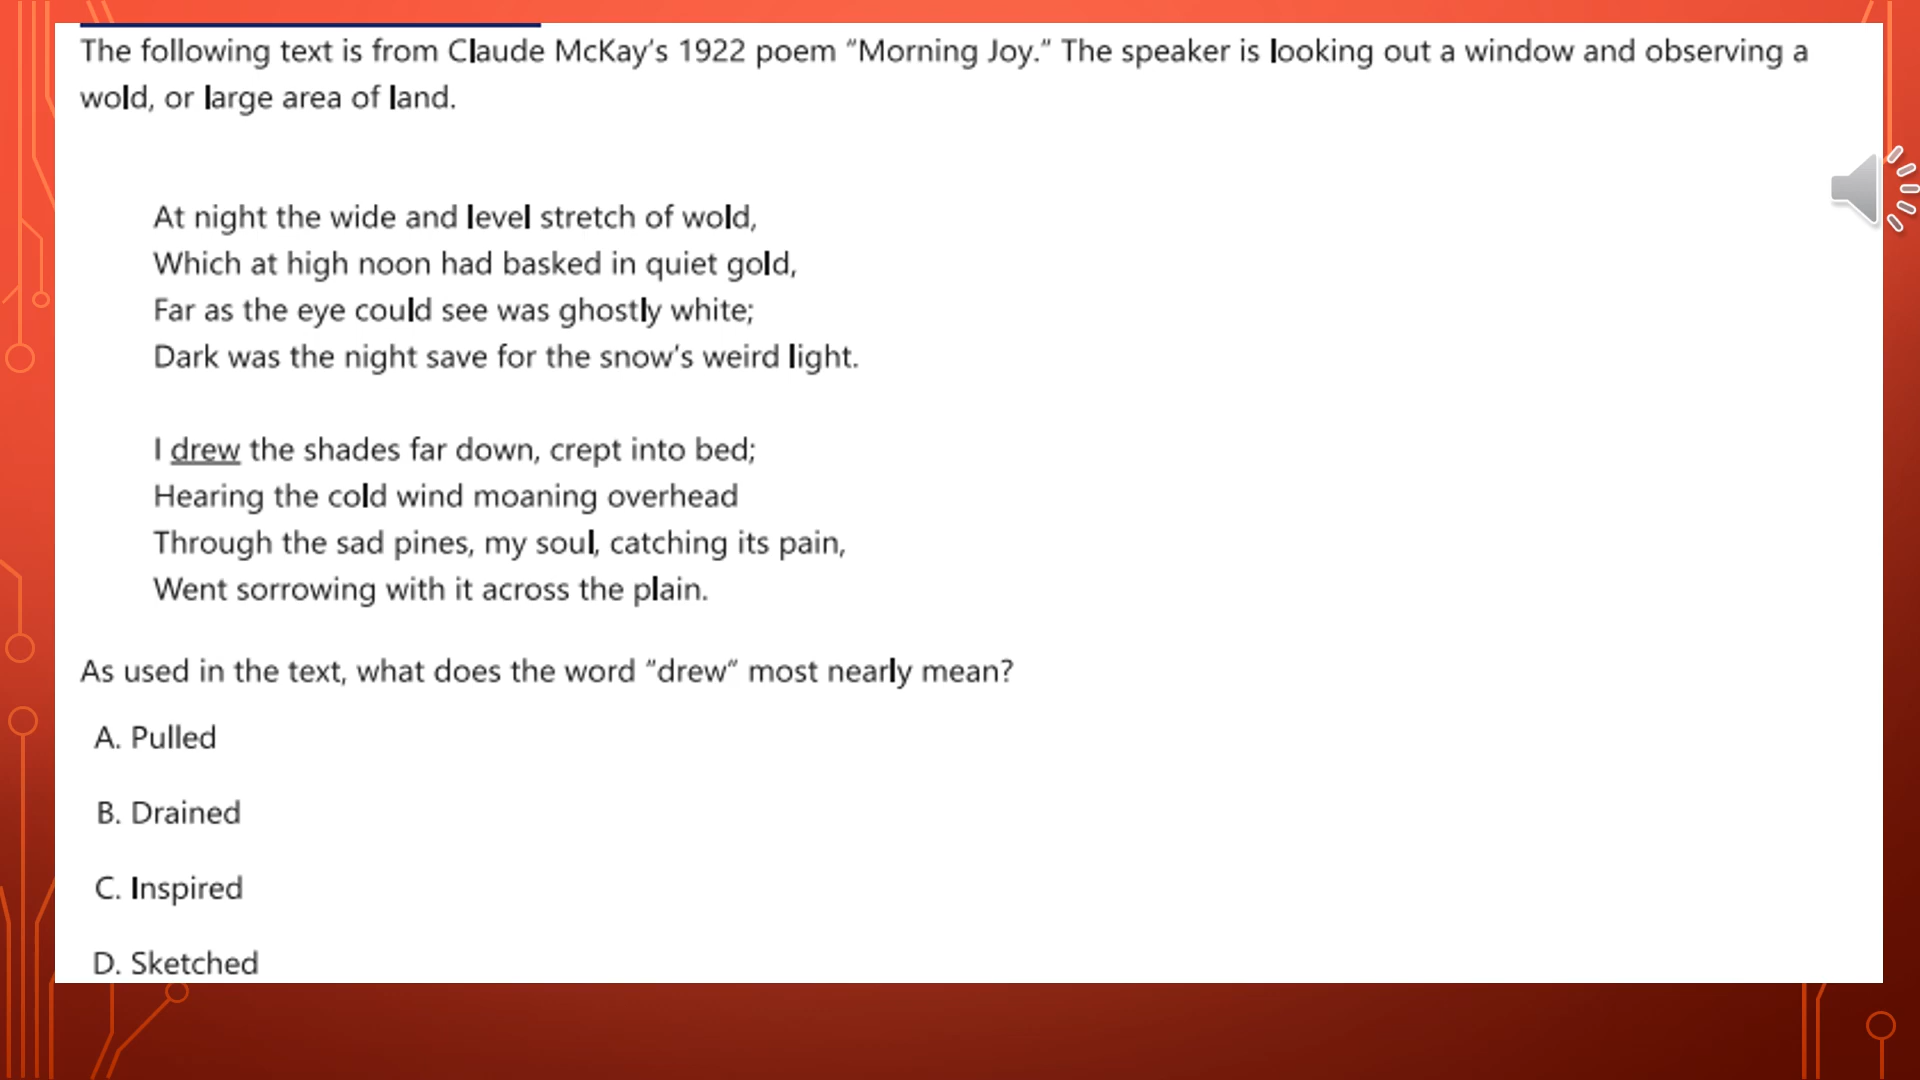 The following text is from Claude McKay's 1922 poem "Morning Joy." The speaker is looking out a window and observing a
wold, or large area of land.
At night the wide and level stretch of wold,
Which at high noon had basked in quiet gold,
Far as the eye could see was ghostly white;
Dark was the night save for the snow's weird light.
I drew the shades far down, crept into bed;
Hearing the cold wind moaning overhead
Through the sad pines, my soul, catching its pain,
Went sorrowing with it across the plain.
As used in the text, what does the word "drew" most nearly mean?
A. Pulled
B. Drained
C. Inspired
D. Sketched